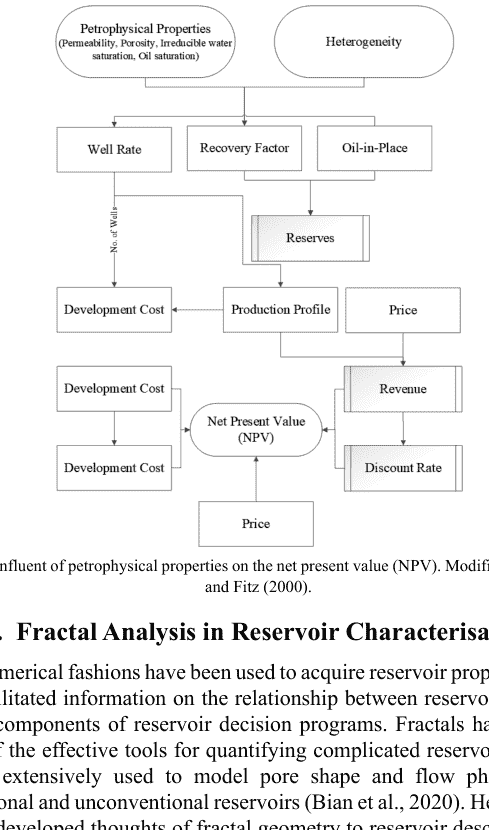 Petrophysical Properties
(Permeability, Porosity, Irreducible water
saturation, Oil saturation)
Heterogeneity
Well Rate
Recovery Factor
Oil-in-Place
No. of Wells
Reserves
Development Cost
Production Profile
Price
Development Cost
Net Present Value
(NPV)
Revenue
Development Cost
Discount Rate
Price
nfluent of petrophysical properties on the net present value (NPV). Modifi
and Fitz (2000).
. Fractal Analysis in Reservoir Characterisa
merical fashions have been used to acquire reservoir prop
ilitated information on the relationship between reservo
components of reservoir decision programs. Fractals ha
f the effective tools for quantifying complicated reservo
extensively used to model pore shape and flow ph
onal and unconventional reservoirs (Bian et al., 2020). He
developed thoughts of fractal geometry to reservoir desc